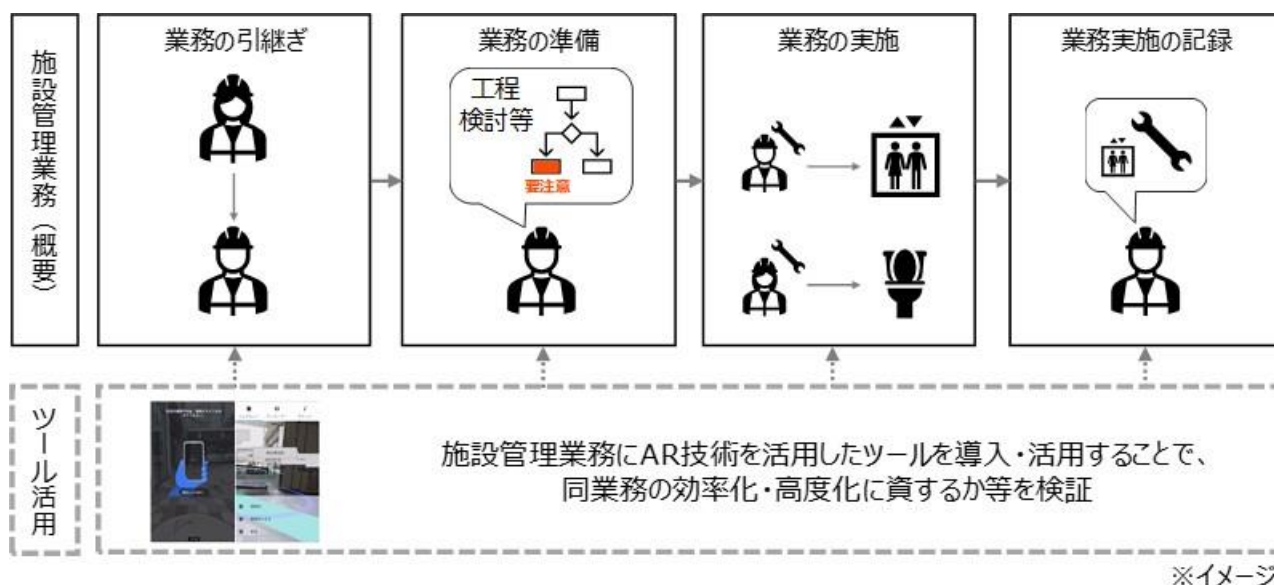 施設管理業務（概要）
業務の引継ぎ
業務の準備
工程
検討等
要注意
業務の実施
業務実施の記録
ツール活用
施設管理業務にAR技術を活用したツールを導入・活用することで、
同業務の効率化・高度化に資するか等を検証
※イメージ